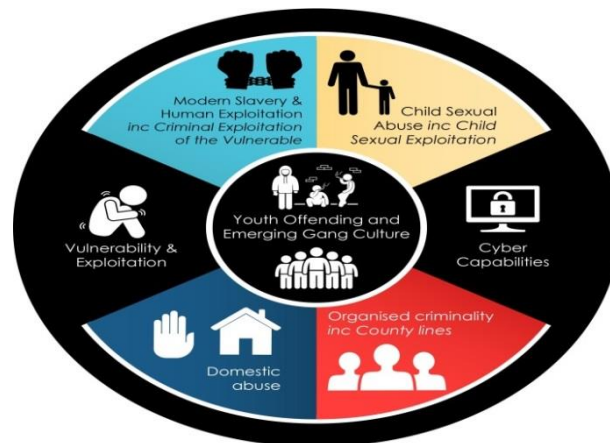 Modern Slavery &
Human Exploitation
inc Criminal Exploitation
of the Vulnerable
Child Sexual
Abuse inc Child
Sexual Exploitation
Vulnerability &
Exploitation
Youth Offending and
Emerging Gang Culture
Cyber
Capabilities
Domestic
abuse
Organised criminality
inc County lines